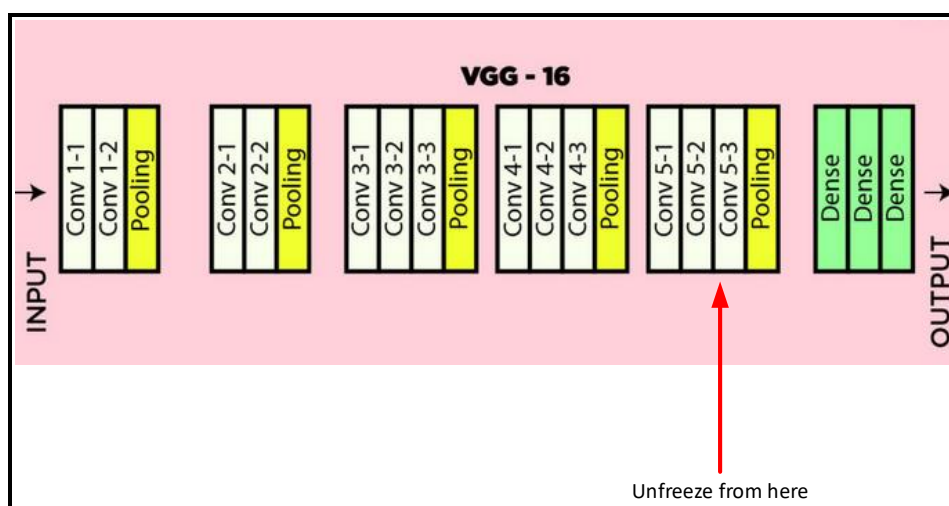 VGG - 16
INPUT
Conv 1-1
Conv 1-2
Pooling
Conv 2-1
Conv 2-2
Pooling
Conv 3-1
Conv 3-2
Conv 3-3
Pooling
Conv 4-1
Conv 4-2
Conv 4-3
Pooling
Conv 5-1
Conv 5-2
Conv 5-3
Pooling
Dense
Dense
Dense
OUTPUT
Unfreeze from here